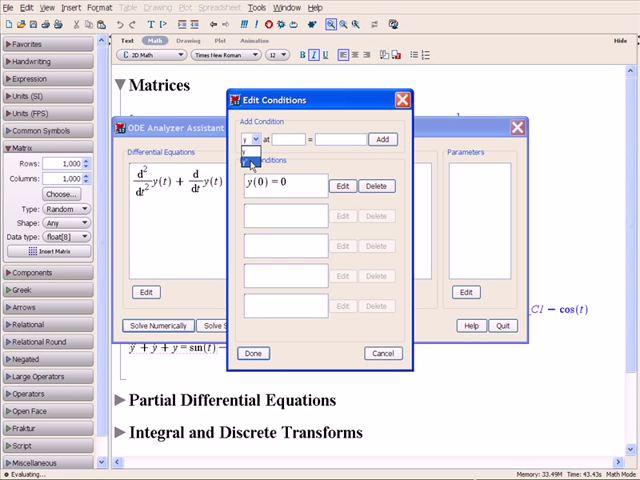 File Edit View Insert Format Table Drawing Plot Spreadsheet Tools Window Help
Text Math Drawing Plot Animation Hide
2D Math Times New Roman 12 B I U
Favorites
Handwriting
Expression
Units (SI)
Units (FPS)
Common Symbols
Matrix
Rows: 1,000
Columns: 1,000
Choose...
Type: Random
Shape: Any
Data type: float[8]
Insert Matrix
Components
Greek
Arrows
Relational
Relational Round
Negated
Large Operators
Operators
Open Face
Fraktur
Script
Miscellaneous
Evaluating...
Matrices
ODE Analyzer Assistant
Differential Equations
d² / dt² y(t) + d / dt y(t)
Edit
Solve Numerically
Parameters
Edit
Help Quit
Edit Conditions
Add Condition
y at = Add
y
y'
y(0) = 0 Edit Delete
Edit Delete
Edit Delete
Edit Delete
Edit Delete
Done Cancel
_C1 − cos(t)
ÿ + ẏ + y = sin(t)
Partial Differential Equations
Integral and Discrete Transforms
Memory: 33.49M Time: 43.43s Math Mode